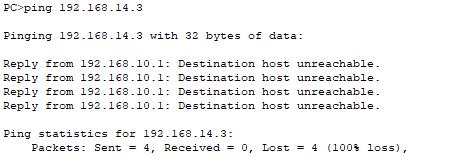 PC>ping 192.168.14.3
Pinging 192.168.14.3 with 32 bytes of data:
Reply from 192.168.10.1: Destination host unreachable.
Reply from 192.168.10.1: Destination host unreachable.
Reply from 192.168.10.1: Destination host unreachable.
Reply from 192.168.10.1: Destination host unreachable.
Ping statistics for 192.168.14.3:
Packets: Sent = 4, Received = 0, Lost = 4 (100% loss),